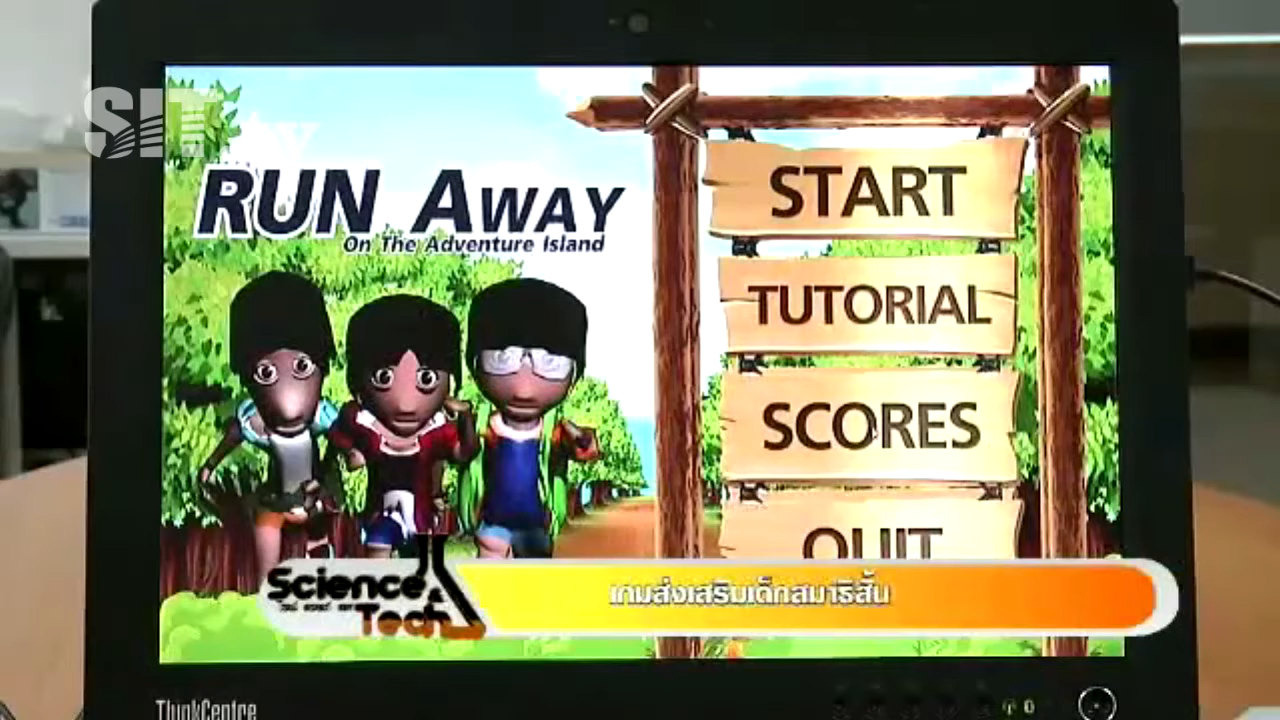 SIT
RUN AWAY
On The Adventure Island
START
TUTORIAL
SCORES
QUIT
Science &
Tech
เกมส่งเสริมเด็กสมาธิสั้น
ThinkCentre